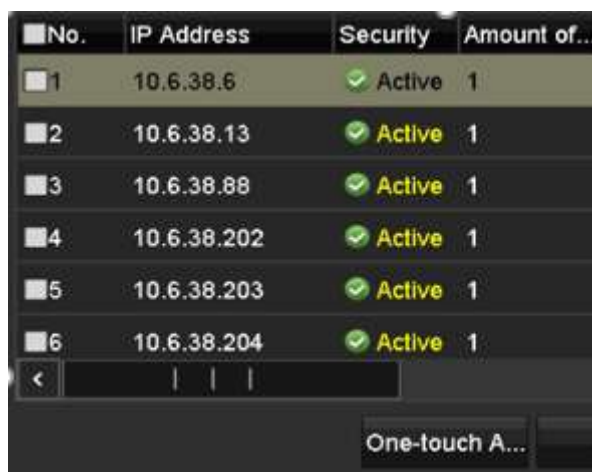 No. IP Address Security Amount of...
1 10.6.38.6 Active 1
2 10.6.38.13 Active 1
3 10.6.38.88 Active 1
4 10.6.38.202 Active 1
5 10.6.38.203 Active 1
6 10.6.38.204 Active 1
One-touch A...